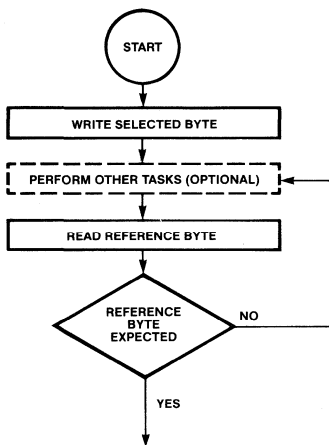 START
WRITE SELECTED BYTE
PERFORM OTHER TASKS (OPTIONAL)
READ REFERENCE BYTE
REFERENCE
BYTE
EXPECTED
NO
YES